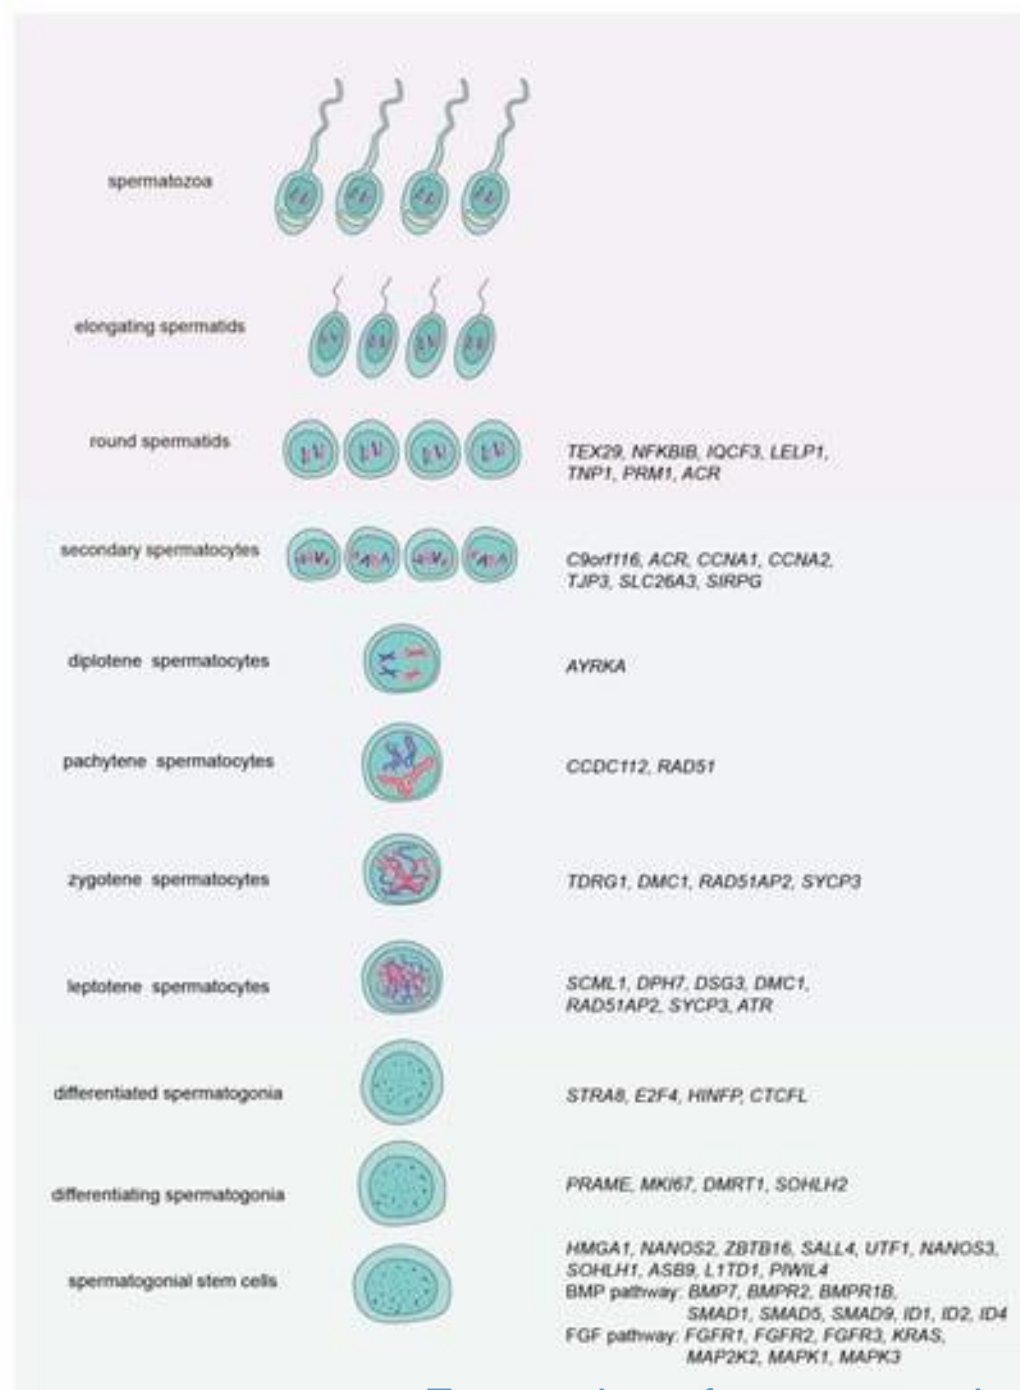 spermatozoa
elongating spermatids
round spermatids
TEX29, NFKBIB, IQCF3, LELP1,
TNP1, PRM1, ACR
secondary spermatocytes
C9orf116, ACR, CCNA1, CCNA2,
TJP3, SLC26A3, SIRPG
diplotene spermatocytes
AYRKA
pachytene spermatocytes
CCDC112, RAD51
zygotene spermatocytes
TDRG1, DMC1, RAD51AP2, SYCP3
leptotene spermatocytes
SCML1, DPH7, DSG3, DMC1,
RAD51AP2, SYCP3, ATR
differentiated spermatogonia
STRA8, E2F4, HINFP, CTCFL
differentiating spermatogonia
PRAME, MKI67, DMRT1, SOHLH2
spermatogonial stem cells
HMGA1, NANOS2, ZBTB16, SALL4, UTF1, NANOS3,
SOHLH1, ASB9, L1TD1, PIWIL4
BMP pathway: BMP7, BMPR2, BMPR1B,
SMAD1, SMAD5, SMAD9, ID1, ID2, ID4
FGF pathway: FGFR1, FGFR2, FGFR3, KRAS,
MAP2K2, MAPK1, MAPK3